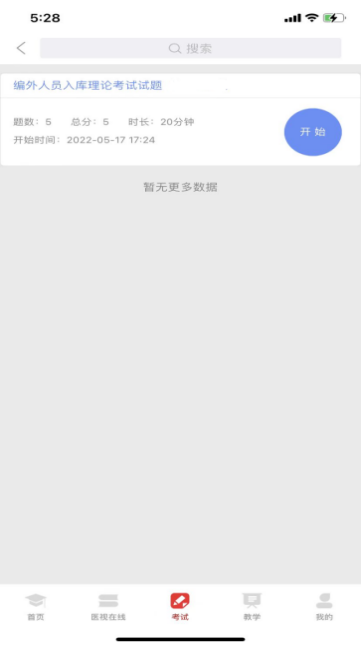 5:28
搜索
编外人员入库理论考试试题
题数：5 总分：5 时长：20分钟
开始时间：2022-05-17 17:24
开 始
暂无更多数据
首页 医视在线 考试 教学 我的